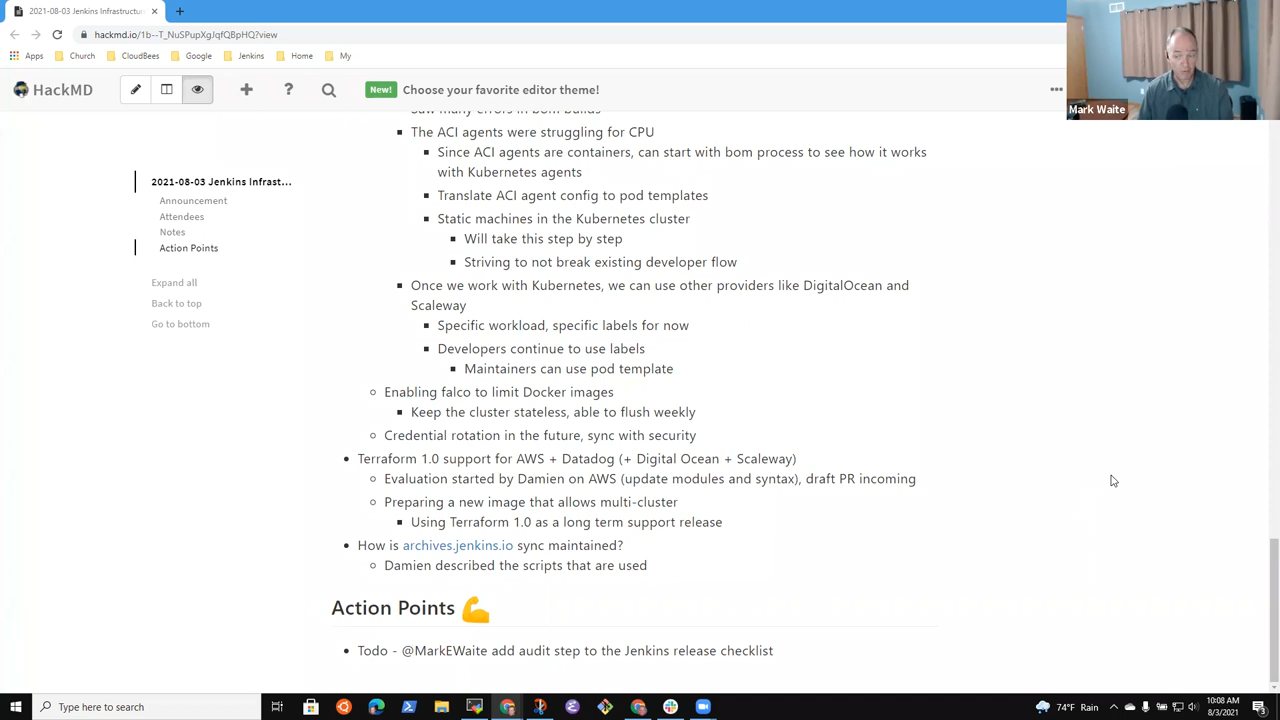 2021-08-03 Jenkins Infrastructur
hackmd.io/1b--T_NuSPupXgJqfQBpHQ?view
Apps
Church
CloudBees
Google
Jenkins
Home
My
HackMD
New!
Choose your favorite editor theme!
Mark Waite
2021-08-03 Jenkins Infrast...
Announcement
Attendees
Notes
Action Points
Expand all
Back to top
Go to bottom
Saw many errors in bom builds
The ACI agents were struggling for CPU
Since ACI agents are containers, can start with bom process to see how it works
with Kubernetes agents
Translate ACI agent config to pod templates
Static machines in the Kubernetes cluster
Will take this step by step
Striving to not break existing developer flow
Once we work with Kubernetes, we can use other providers like DigitalOcean and
Scaleway
Specific workload, specific labels for now
Developers continue to use labels
Maintainers can use pod template
Enabling falco to limit Docker images
Keep the cluster stateless, able to flush weekly
Credential rotation in the future, sync with security
Terraform 1.0 support for AWS + Datadog (+ Digital Ocean + Scaleway)
Evaluation started by Damien on AWS (update modules and syntax), draft PR incoming
Preparing a new image that allows multi-cluster
Using Terraform 1.0 as a long term support release
How is archives.jenkins.io sync maintained?
Damien described the scripts that are used
Action Points 💪
Todo - @MarkEWaite add audit step to the Jenkins release checklist
Type here to search
74°F Rain
10:08 AM
8/3/2021
3